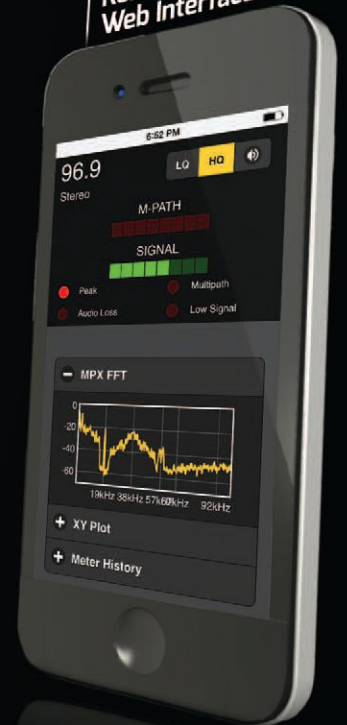 Web Interface
6:52 PM
96.9
LQ HQ
Stereo
M-PATH
SIGNAL
Peak Multipath
Audio Loss Low Signal
MPX FFT
0
-20
-40
-60
19kHz 38kHz 57k 92kHz
XY Plot
Meter History